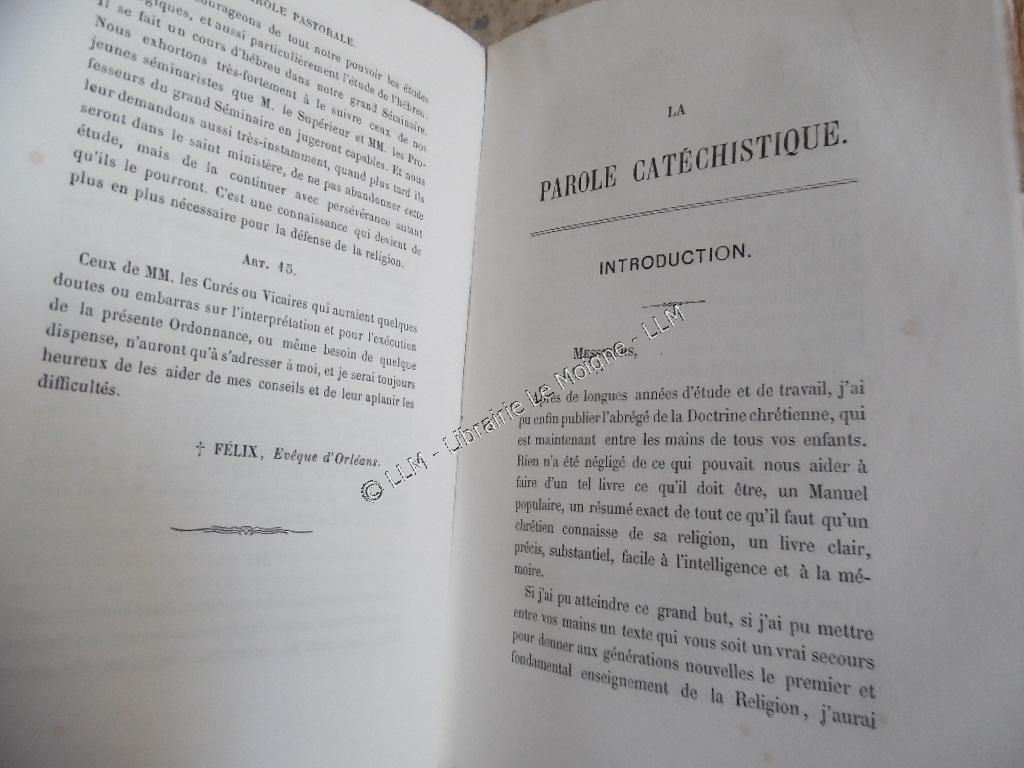 PAROLE PASTORALE.
de tout notre pouvoir les études
et aussi particulièrement l'étude de l'hébreu.
Il se fait un cours d'hébreu dans notre grand Séminaire.
Nous exhortons très-fortement à le suivre ceux de nos
jeunes séminaristes que M. le Supérieur et MM. les Pro-
fesseurs du grand Séminaire en jugeront capables. Et nous
leur demandons aussi très-instamment, quand plus tard ils
seront dans le saint ministère, de ne pas abandonner cette
étude, mais de la continuer avec persévérance autant
qu'ils le pourront. C'est une connaissance qui devient de
plus en plus nécessaire pour la défense de la religion.
ART. 15.
Ceux de MM. les Curés ou Vicaires qui auraient quelques
doutes ou embarras sur l'interprétation et pour l'exécution
de la présente Ordonnance, ou même besoin de quelque
dispense, n'auront qu'à s'adresser à moi, et je serai toujours
heureux de les aider de mes conseils et de leur aplanir les
difficultés.
† FÉLIX, Evêque d'Orléans.
© LLM - Librairie Le Moigne - LLM
LA
PAROLE CATÉCHISTIQUE.
INTRODUCTION.
MESSIEURS,
Après de longues années d'étude et de travail, j'ai
pu enfin publier l'abrégé de la Doctrine chrétienne, qui
est maintenant entre les mains de tous vos enfants.
Rien n'a été négligé de ce qui pouvait nous aider à
faire d'un tel livre ce qu'il doit être, un Manuel
populaire, un résumé exact de tout ce qu'il faut qu'un
chrétien connaisse de sa religion, un livre clair,
précis, substantiel, facile à l'intelligence et à la mé-
moire.
Si j'ai pu atteindre ce grand but, si j'ai pu mettre
entre vos mains un texte qui vous soit un vrai secours
pour donner aux générations nouvelles le premier et
fondamental enseignement de la Religion, j'aurai